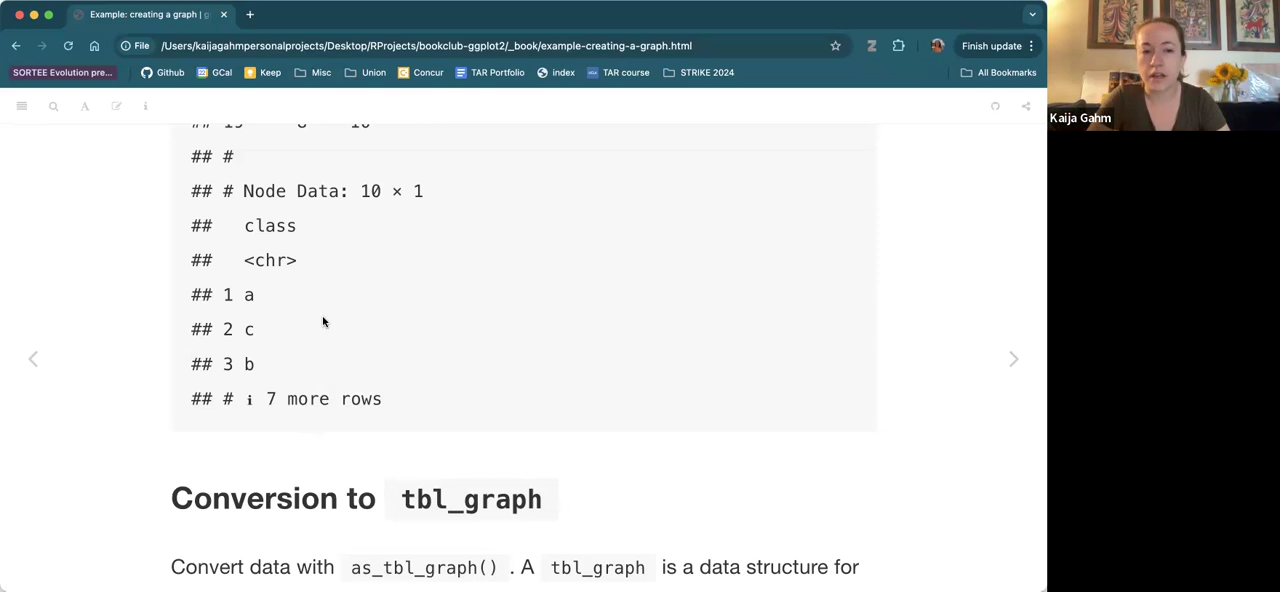 Example: creating a graph | g
File /Users/kaijagahmpersonalprojects/Desktop/RProjects/bookclub-ggplot2/_book/example-creating-a-graph.html Finish update
SORTEE Evolution pre... Github GCal Keep Misc Union Concur TAR Portfolio index TAR course STRIKE 2024 All Bookmarks
Kaija Gahm
## #
## # Node Data: 10 × 1
## class
## <chr>
## 1 a
## 2 c
## 3 b
## # ℹ 7 more rows
Conversion to tbl_graph
Convert data with as_tbl_graph() . A tbl_graph is a data structure for